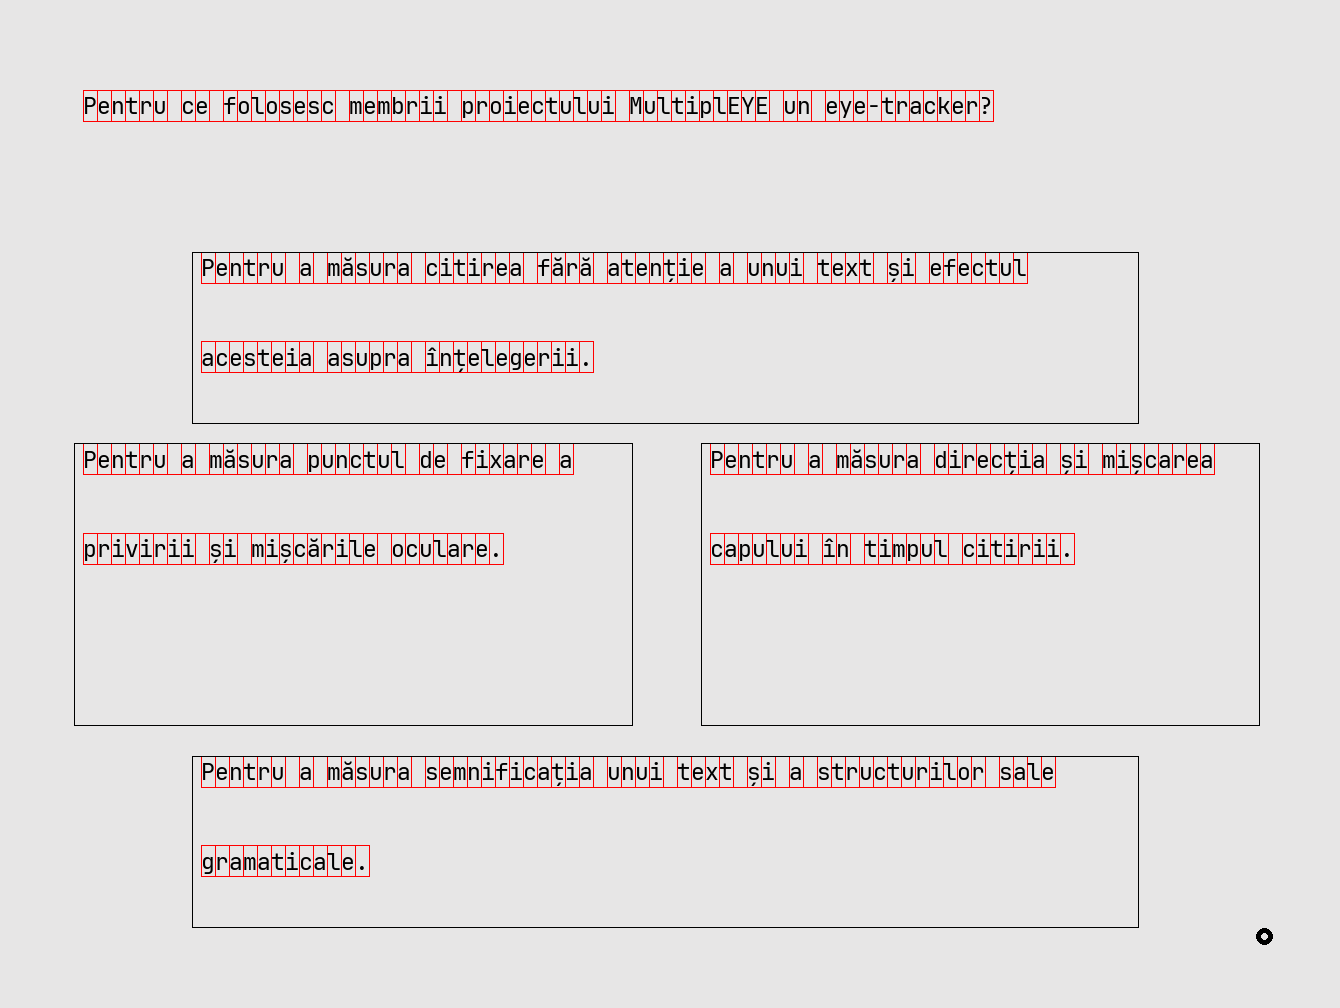 Pentru ce folosesc membrii proiectului MultiplEYE un eye-tracker?
Pentru a măsura citirea fără atenție a unui text și efectul
acesteia asupra înțelegerii.
Pentru a măsura punctul de fixare a
privirii și mișcările oculare.
Pentru a măsura direcția și mișcarea
capului în timpul citirii.
Pentru a măsura semnificația unui text și a structurilor sale
gramaticale.